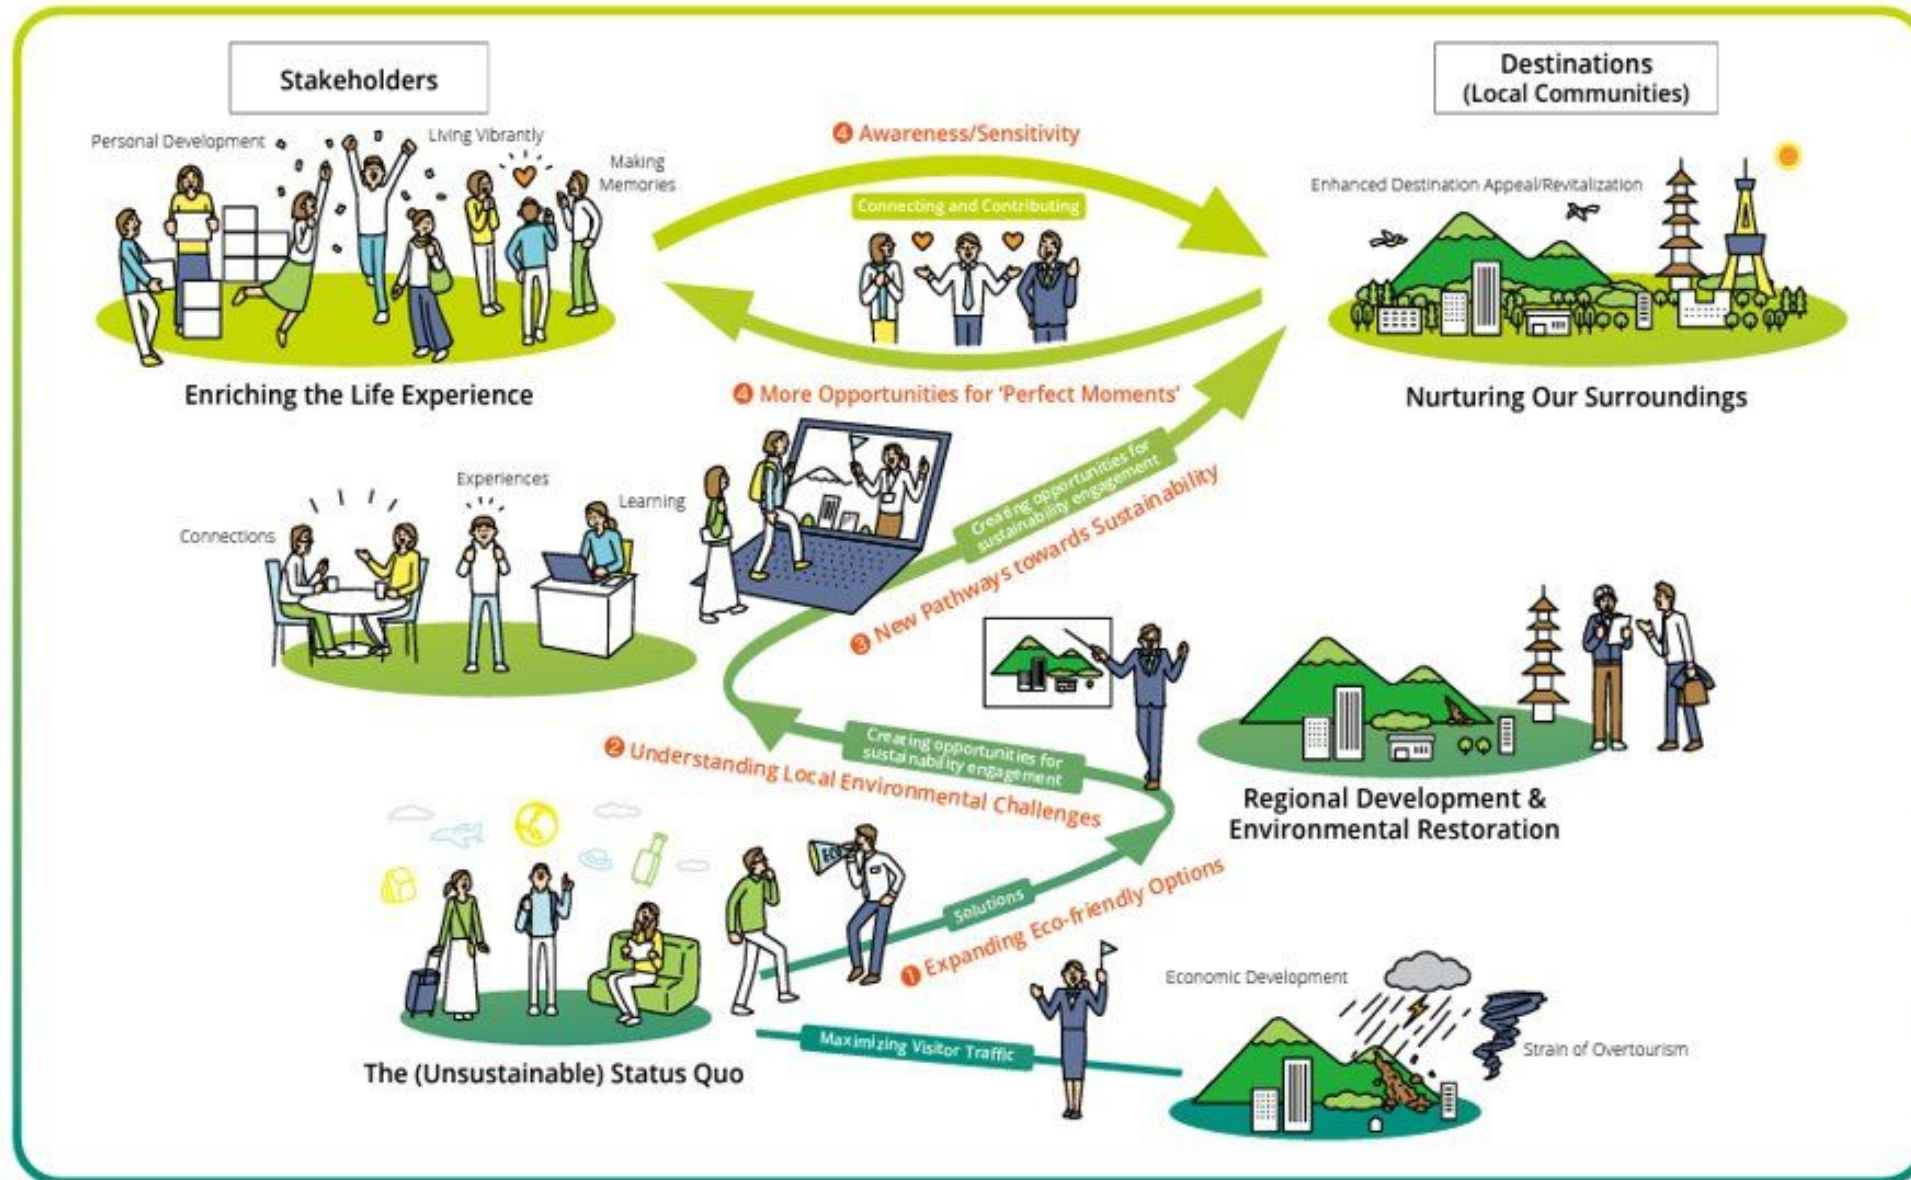 Stakeholders
Destinations
(Local Communities)
Personal Development
Living Vibrantly
Making
Memories
❹ Awareness/Sensitivity
Connecting and Contributing
Enhanced Destination Appeal/Revitalization
❹ More Opportunities for ‘Perfect Moments’
Enriching the Life Experience
Nurturing Our Surroundings
Connections
Experiences
Learning
Creating opportunities for
sustainability engagement
❸ New Pathways towards Sustainability
Creating opportunities for
sustainability engagement
❷ Understanding Local Environmental Challenges
Regional Development &
Environmental Restoration
ECO
Solutions
❶ Expanding Eco-friendly Options
Economic Development
Maximizing Visitor Traffic
Strain of Overtourism
The (Unsustainable) Status Quo